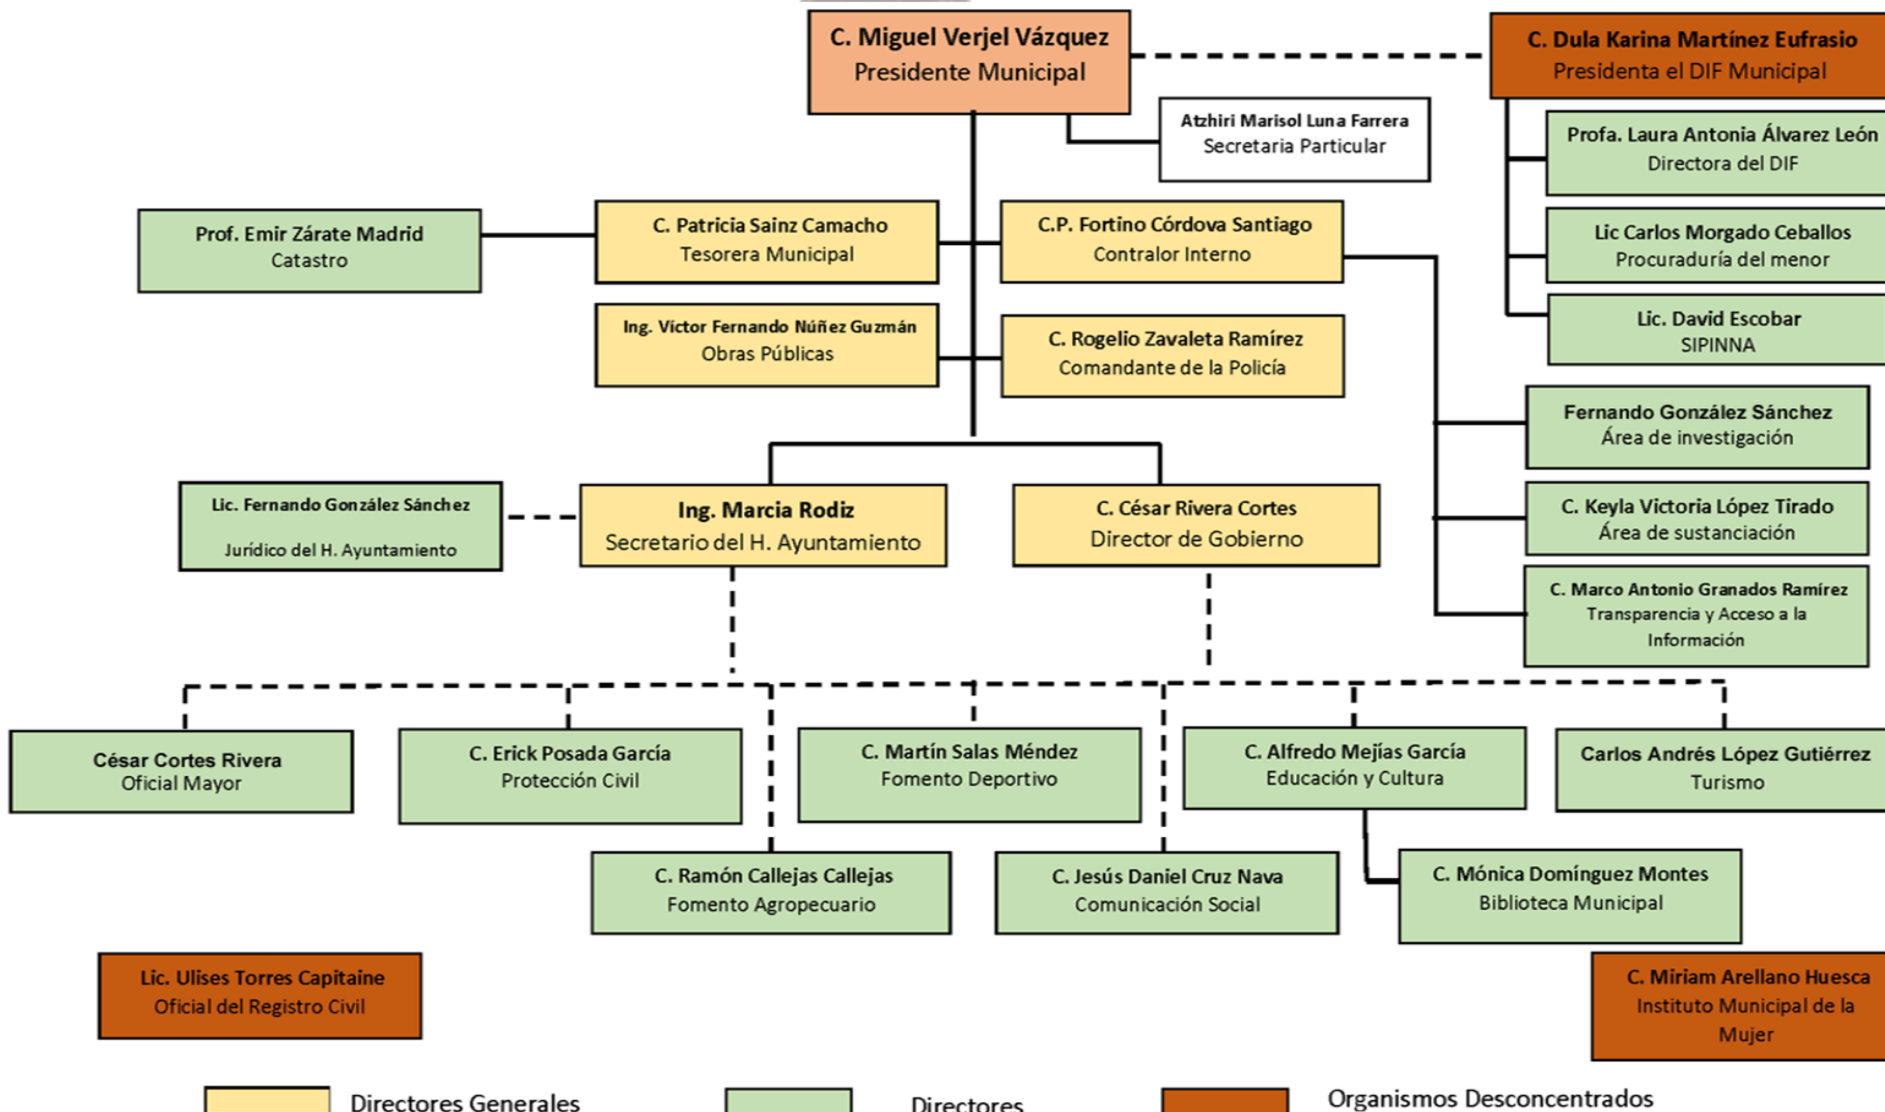 C. Miguel Verjel Vázquez
Presidente Municipal
C. Dula Karina Martínez Eufrasio
Presidenta el DIF Municipal
Atzhiri Marisol Luna Farrera
Secretaria Particular
Profa. Laura Antonia Álvarez León
Directora del DIF
Prof. Emir Zárate Madrid
Catastro
C. Patricia Sainz Camacho
Tesorera Municipal
C.P. Fortino Córdova Santiago
Contralor Interno
Lic Carlos Morgado Ceballos
Procuraduría del menor
Ing. Víctor Fernando Núñez Guzmán
Obras Públicas
C. Rogelio Zavaleta Ramírez
Comandante de la Policía
Lic. David Escobar
SIPINNA
Fernando González Sánchez
Área de investigación
Lic. Fernando González Sánchez
Jurídico del H. Ayuntamiento
Ing. Marcia Rodiz
Secretario del H. Ayuntamiento
C. César Rivera Cortes
Director de Gobierno
C. Keyla Victoria López Tirado
Área de sustanciación
C. Marco Antonio Granados Ramírez
Transparencia y Acceso a la
Información
César Cortes Rivera
Oficial Mayor
C. Erick Posada García
Protección Civil
C. Martín Salas Méndez
Fomento Deportivo
C. Alfredo Mejías García
Educación y Cultura
Carlos Andrés López Gutiérrez
Turismo
C. Ramón Callejas Callejas
Fomento Agropecuario
C. Jesús Daniel Cruz Nava
Comunicación Social
C. Mónica Domínguez Montes
Biblioteca Municipal
Lic. Ulises Torres Capitaine
Oficial del Registro Civil
C. Miriam Arellano Huesca
Instituto Municipal de la
Mujer
Directores Generales
Directores
Organismos Desconcentrados